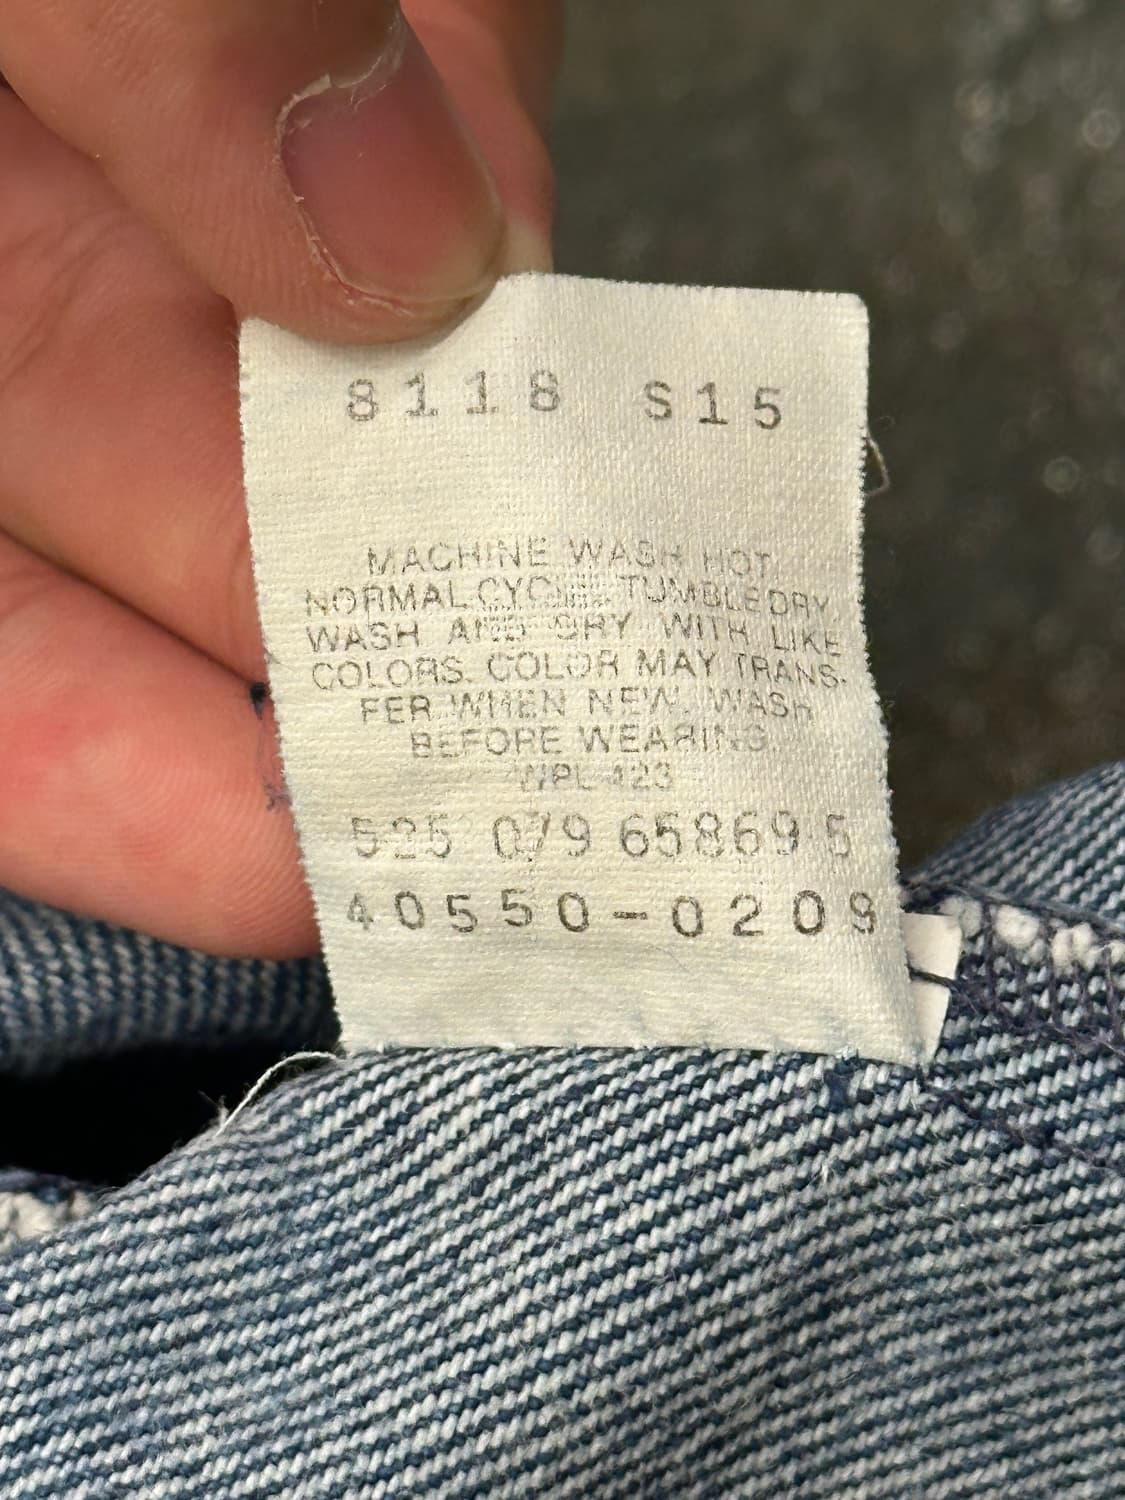 8118 S15
MACHINE WASH HOT
NORMAL CYCLE TUMBLE DRY.
WASH AND DRY WITH LIKE
COLORS. COLOR MAY TRANS-
FER WHEN NEW. WASH
BEFORE WEARING.
WPL 423
525 079 658695
40550-0209